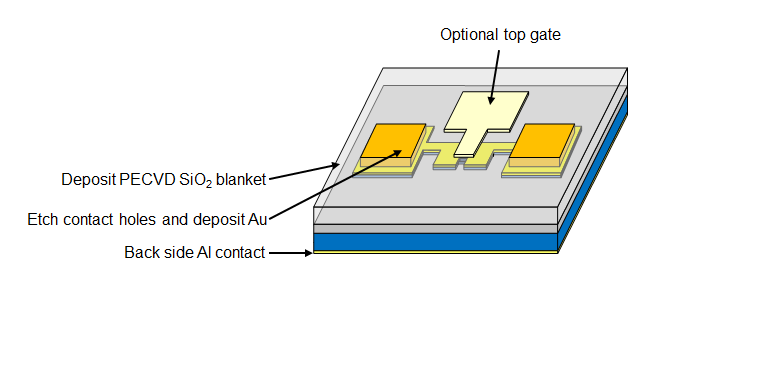 Optional top gate
Deposit PECVD SiO₂ blanket
Etch contact holes and deposit Au
Back side Al contact